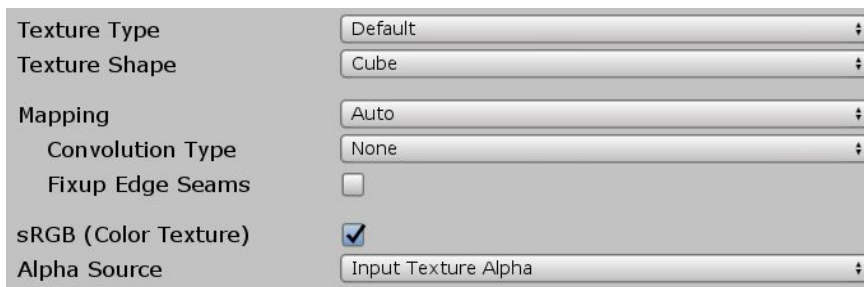 Texture Type Default
Texture Shape Cube
Mapping Auto
Convolution Type None
Fixup Edge Seams
sRGB (Color Texture)
Alpha Source Input Texture Alpha